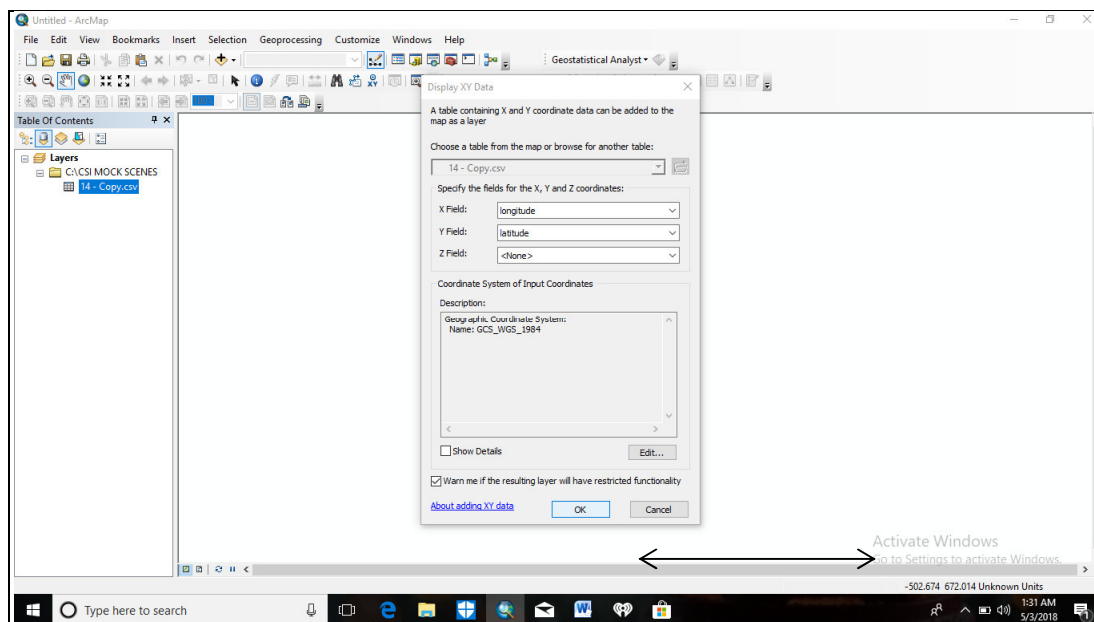 Untitled - ArcMap
File Edit View Bookmarks Insert Selection Geoprocessing Customize Windows Help
Geostatistical Analyst
Table Of Contents
Layers
C:\CSI MOCK SCENES
14 - Copy.csv
Display XY Data
A table containing X and Y coordinate data can be added to the
map as a layer
Choose a table from the map or browse for another table:
14 - Copy.csv
Specify the fields for the X, Y and Z coordinates:
X Field: longitude
Y Field: latitude
Z Field: <None>
Coordinate System of Input Coordinates
Description:
Geographic Coordinate System:
Name: GCS_WGS_1984
Show Details
Edit...
Warn me if the resulting layer will have restricted functionality
About adding XY data
OK
Cancel
Activate Windows
Go to Settings to activate Windows.
-502.674 672.014 Unknown Units
Type here to search
1:31 AM
5/3/2018